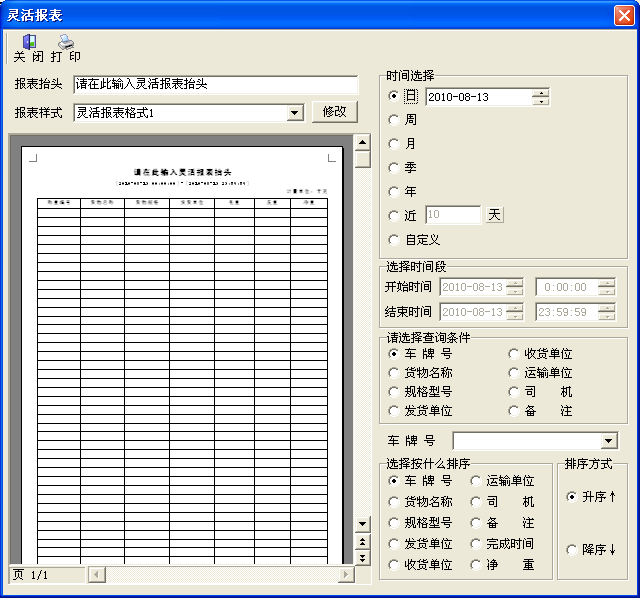 灵活报表
关 闭 打 印
报表抬头 请在此输入灵活报表抬头
报表样式 灵活报表格式1 修改
请在此输入灵活报表抬头
页 1/1
时间选择
日 2010-08-13
周
月
季
年
近 10 天
自定义
选择时间段
开始时间 2010-08-13 0:00:00
结束时间 2010-08-13 23:59:59
请选择查询条件
车 牌 号 收货单位
货物名称 运输单位
规格型号 司 机
发货单位 备 注
车 牌 号
选择按什么排序
车 牌 号 运输单位
货物名称 司 机
规格型号 备 注
发货单位 完成时间
收货单位 净 重
排序方式
升序↑
降序↓